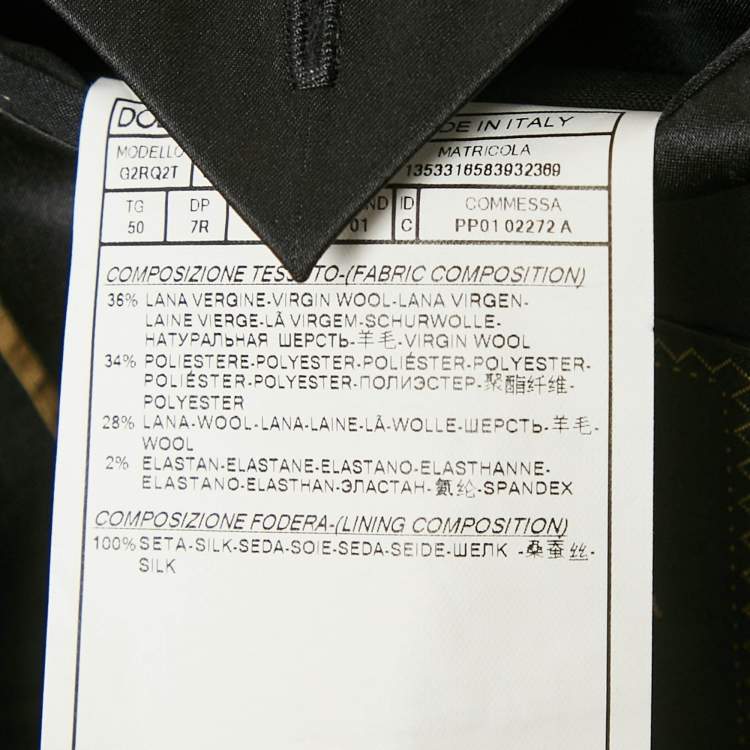 DO DE IN ITALY
MODELLO MATRICOLA
G2RQ2T 1353316583932369
TG DP ND ID COMMESSA
50 7R 01 C PP01 02272 A
COMPOSIZIONE TESSUTO-(FABRIC COMPOSITION)
36% LANA VERGINE-VIRGIN WOOL-LANA VIRGEN-
LAINE VIERGE-LÃ VIRGEM-SCHURWOLLE-
НАТУРАЛЬНАЯ ШЕРСТЬ-羊毛-VIRGIN WOOL
34% POLIESTERE-POLYESTER-POLIÉSTER-POLYESTER-
POLIÉSTER-POLYESTER-ПОЛИЭСТЕР-聚酯纤维-
POLYESTER
28% LANA-WOOL-LANA-LAINE-LÃ-WOLLE-ШЕРСТЬ-羊毛-
WOOL
2% ELASTAN-ELASTANE-ELASTANO-ELASTHANNE-
ELASTANO-ELASTHAN-ЭЛАСТАН-氨纶-SPANDEX
COMPOSIZIONE FODERA-(LINING COMPOSITION)
100% SETA-SILK-SEDA-SOIE-SEDA-SEIDE-ШЕЛК -桑蚕丝-
SILK